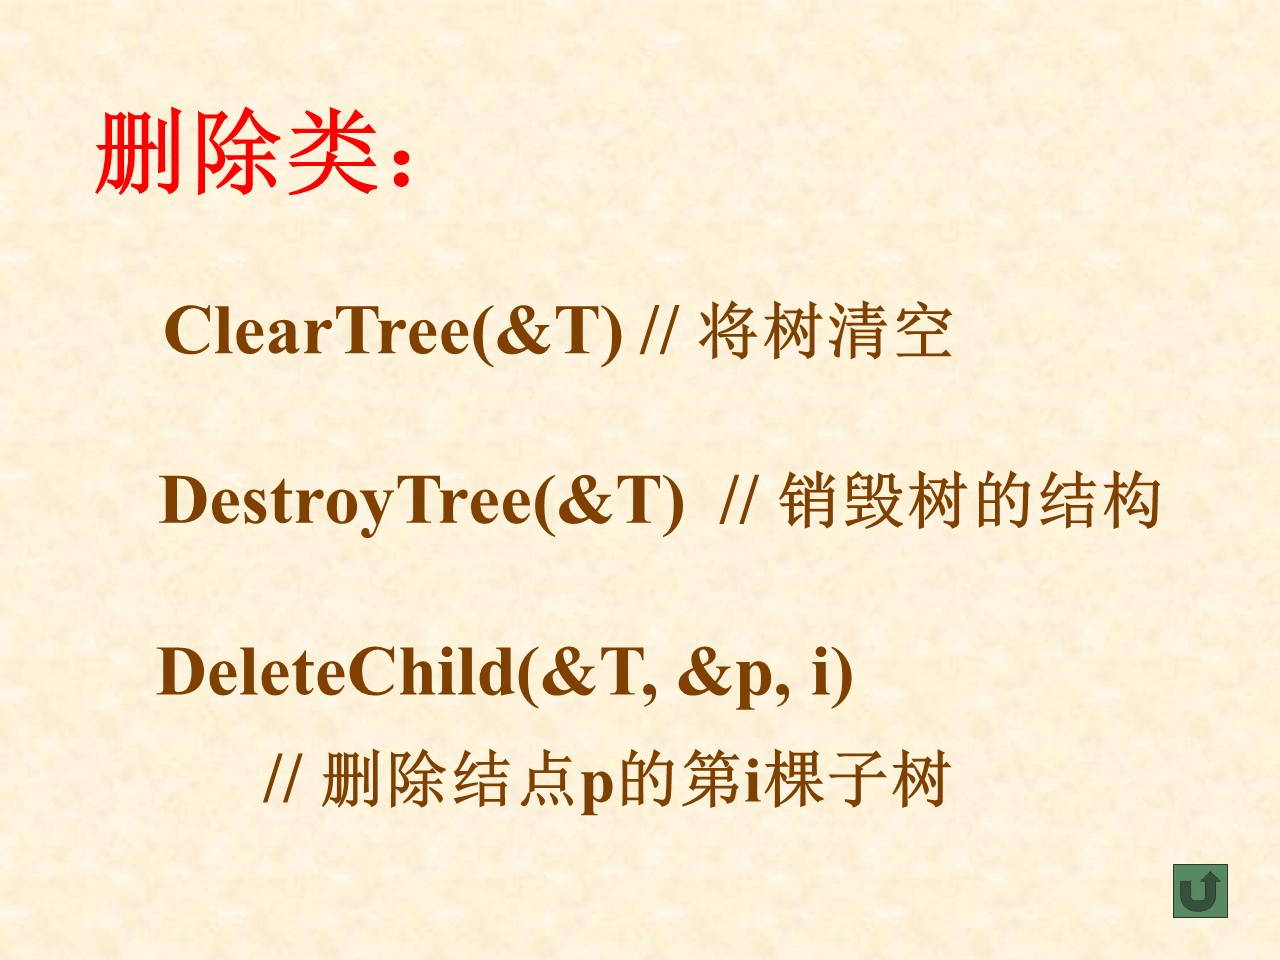 删除类：
ClearTree(&T) // 将树清空
DestroyTree(&T) // 销毁树的结构
DeleteChild(&T, &p, i)
// 删除结点p的第i棵子树